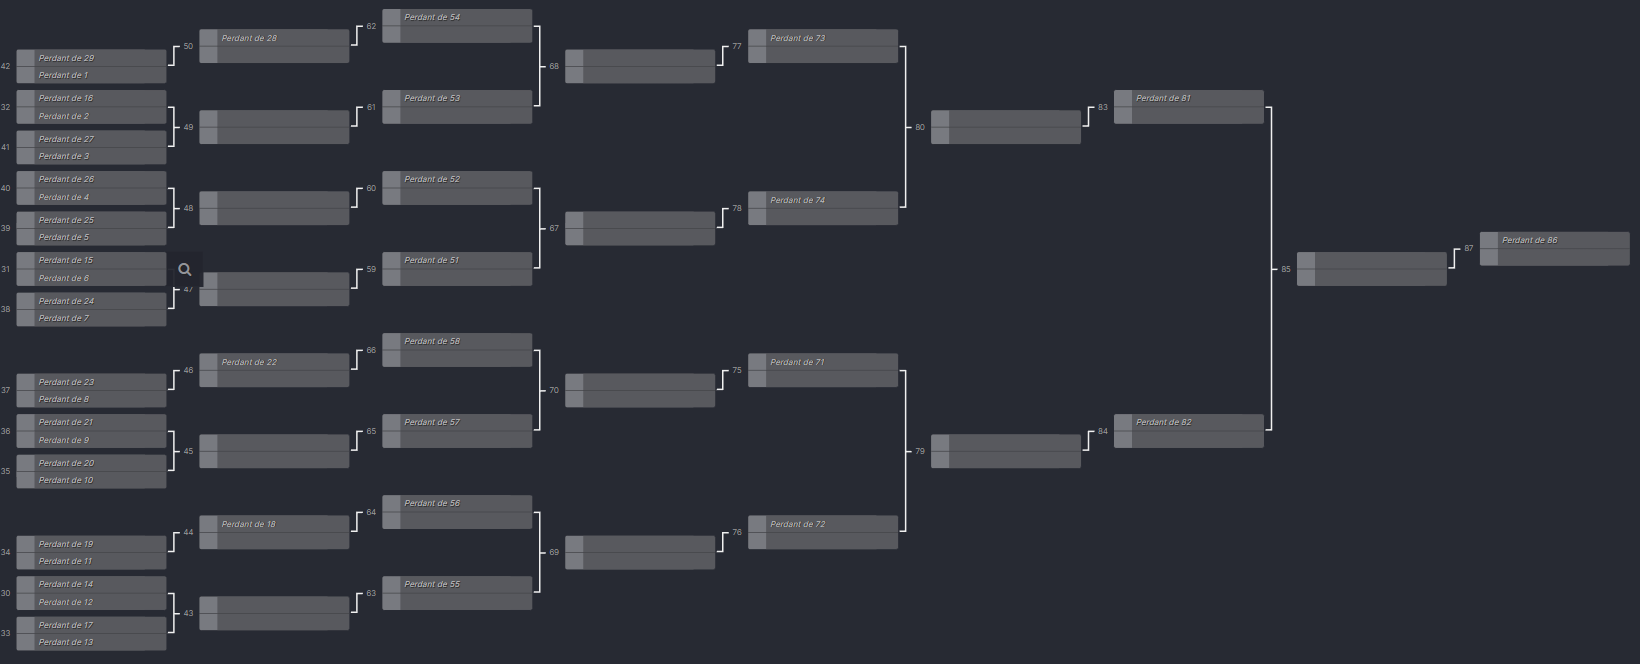 42
Perdant de 29
Perdant de 1
32
Perdant de 16
Perdant de 2
41
Perdant de 27
Perdant de 3
40
Perdant de 26
Perdant de 4
39
Perdant de 25
Perdant de 5
31
Perdant de 15
Perdant de 6
38
Perdant de 24
Perdant de 7
37
Perdant de 23
Perdant de 8
36
Perdant de 21
Perdant de 9
35
Perdant de 20
Perdant de 10
34
Perdant de 19
Perdant de 11
30
Perdant de 14
Perdant de 12
33
Perdant de 17
Perdant de 13
50
Perdant de 28
49
48
47
46
Perdant de 22
45
44
Perdant de 18
43
62
Perdant de 54
61
Perdant de 53
60
Perdant de 52
59
Perdant de 51
66
Perdant de 58
65
Perdant de 57
64
Perdant de 56
63
Perdant de 55
68
67
70
69
77
Perdant de 73
78
Perdant de 74
75
Perdant de 71
76
Perdant de 72
80
79
83
Perdant de 81
84
Perdant de 82
85
87
Perdant de 86